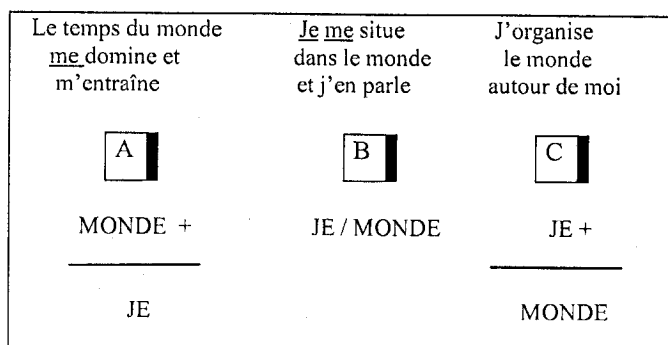 Le temps du monde
me domine et
m'entraîne
A
MONDE +
JE
Je me situe
dans le monde
et j'en parle
B
JE / MONDE
J'organise
le monde
autour de moi
C
JE +
MONDE